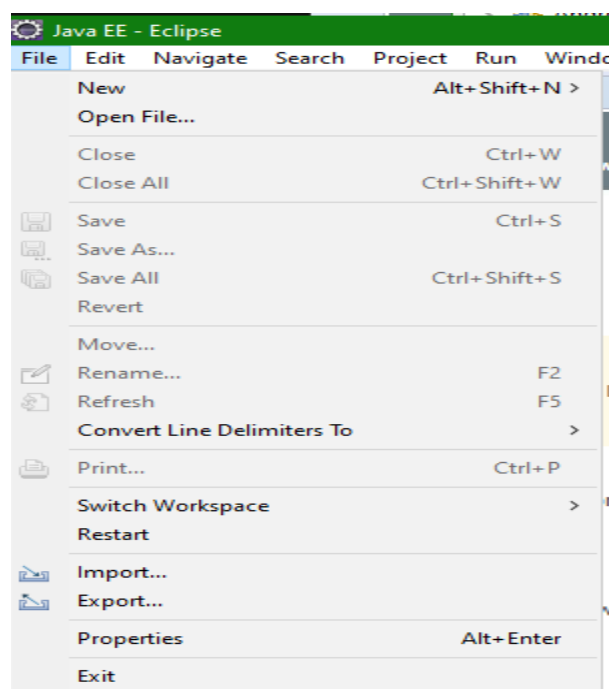 Java EE - Eclipse
File Edit Navigate Search Project Run Windo
New Alt+Shift+N >
Open File...
Close Ctrl+W
Close All Ctrl+Shift+W
Save Ctrl+S
Save As...
Save All Ctrl+Shift+S
Revert
Move...
Rename... F2
Refresh F5
Convert Line Delimiters To >
Print... Ctrl+P
Switch Workspace >
Restart
Import...
Export...
Properties Alt+Enter
Exit